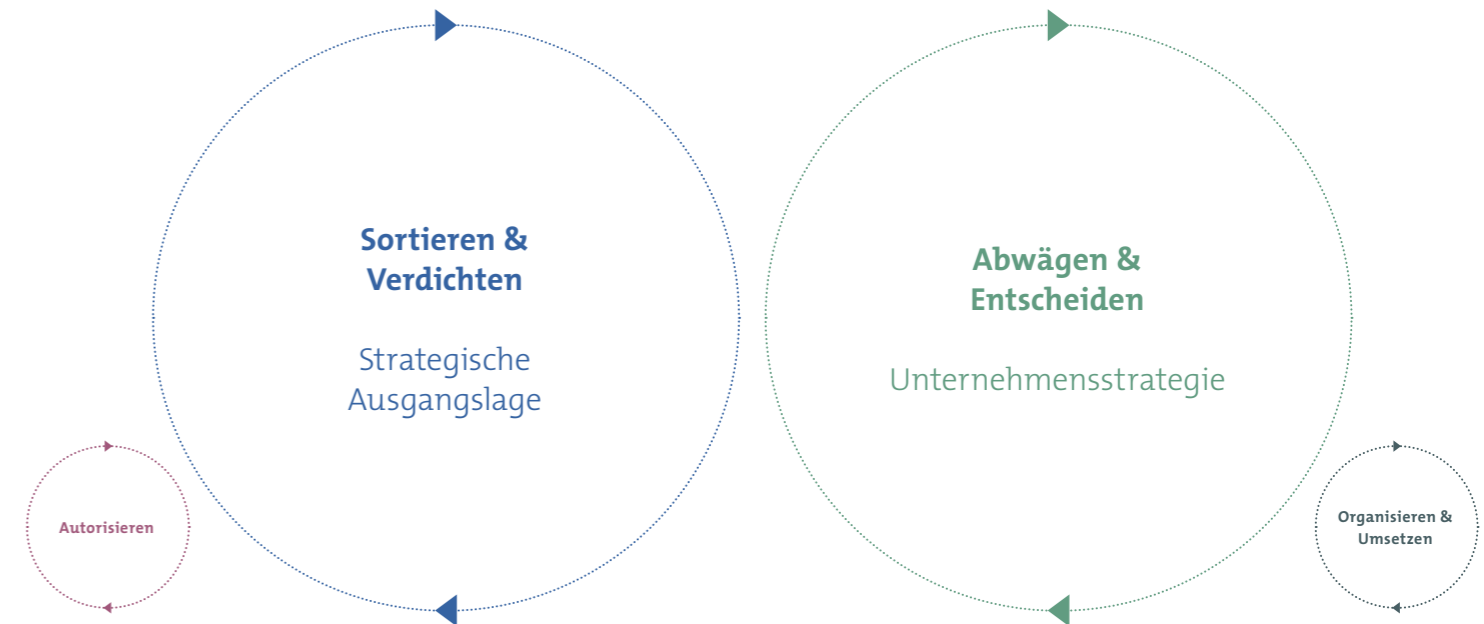 Autorisieren
Sortieren &
Verdichten
Strategische
Ausgangslage
Abwägen &
Entscheiden
Unternehmensstrategie
Organisieren &
Umsetzen